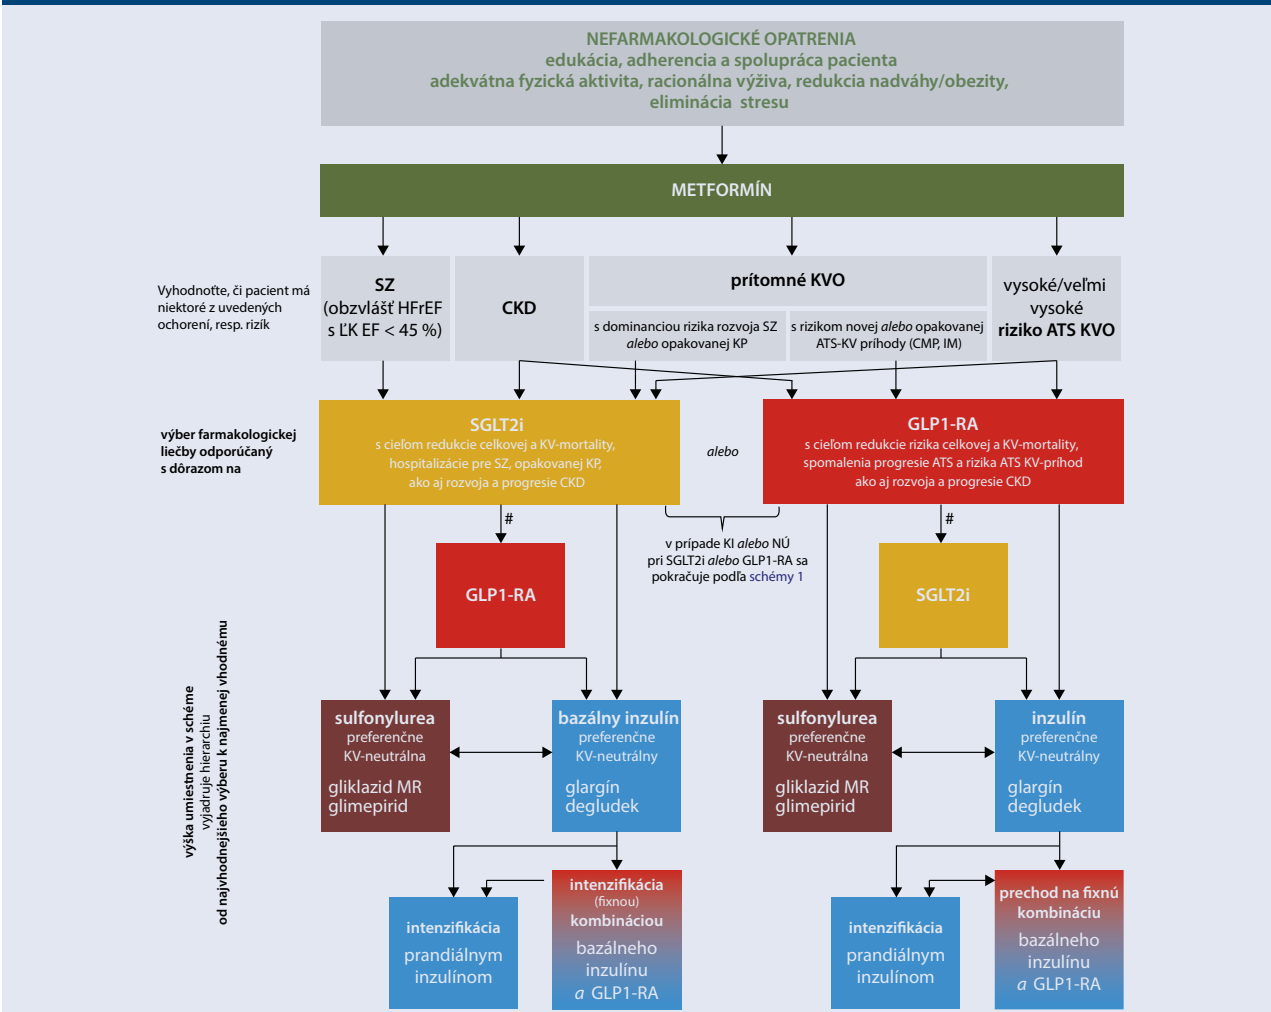 NEFARMAKOLOGICKÉ OPATRENIA
edukácia, adherencia a spolupráca pacienta
adekvátna fyzická aktivita, racionálna výživa, redukcia nadváhy/obezity,
eliminácia stresu
METFORMÍN
Vyhodnoťte, či pacient má
niektoré z uvedených
ochorení, resp. rizík
SZ
(obzvlášť HFrEF
s ĽK EF < 45 %)
CKD
prítomné KVO
s dominanciou rizika rozvoja SZ
alebo opakovanej KP
s rizikom novej alebo opakovanej
ATS-KV príhody (CMP, IM)
vysoké/veľmi
vysoké
riziko ATS KVO
výber farmakologickej
liečby odporúčaný
s dôrazom na
SGLT2i
s cieľom redukcie celkovej a KV-mortality,
hospitalizácie pre SZ, opakovanej KP,
ako aj rozvoja a progresie CKD
alebo
GLP1-RA
s cieľom redukcie rizika celkovej a KV-mortality,
spomalenia progresie ATS a rizika ATS KV-príhod
ako aj rozvoja a progresie CKD
#
#
v prípade KI alebo NÚ
pri SGLT2i alebo GLP1-RA sa
pokračuje podľa schémy 1
GLP1-RA
SGLT2i
výška umiestnenia v schéme
vyjadruje hierarchiu
od najvhodnejšieho výberu k najmenej vhodnému
sulfonylurea
preferenčne
KV-neutrálna
gliklazid MR
glimepirid
bazálny inzulín
preferenčne
KV-neutrálny
glargín
degludek
sulfonylurea
preferenčne
KV-neutrálna
gliklazid MR
glimepirid
inzulín
preferenčne
KV-neutrálny
glargín
degludek
intenzifikácia
prandiálnym
inzulínom
intenzifikácia
(fixnou)
kombináciou
bazálneho
inzulínu
a GLP1-RA
intenzifikácia
prandiálnym
inzulínom
prechod na fixnú
kombináciu
bazálneho
inzulínu
a GLP1-RA